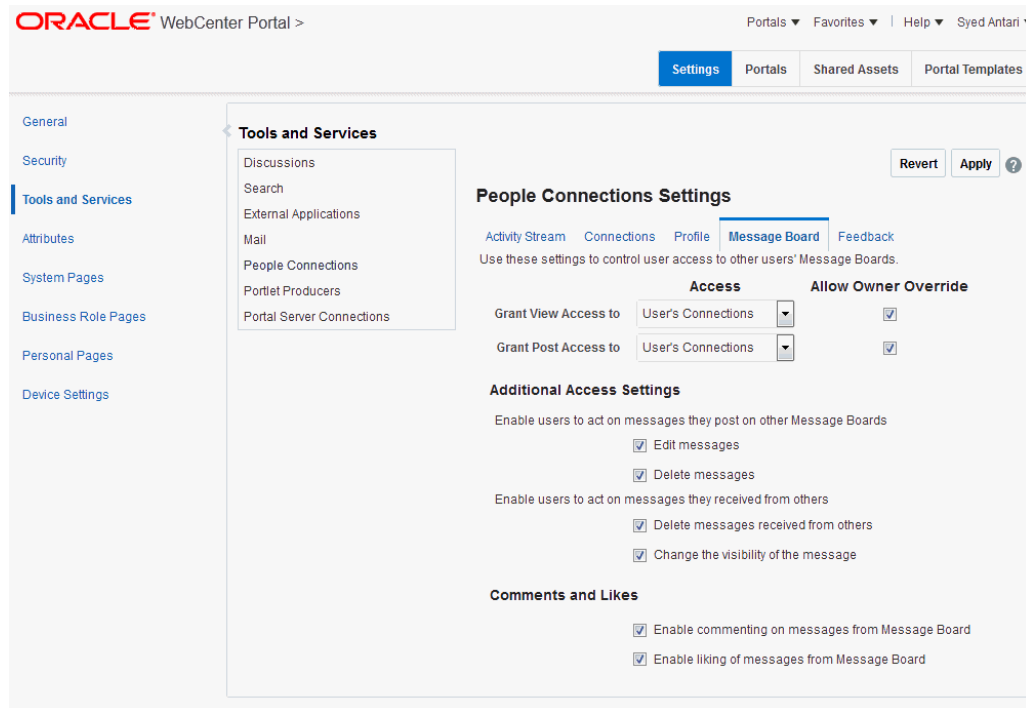 ORACLE® WebCenter Portal >
Portals ▼ Favorites ▼ | Help ▼ Syed Antari
Settings Portals Shared Assets Portal Templates
General
Security
Tools and Services
Attributes
System Pages
Business Role Pages
Personal Pages
Device Settings
Tools and Services
Discussions
Search
External Applications
Mail
People Connections
Portlet Producers
Portal Server Connections
Revert Apply ?
People Connections Settings
Activity Stream Connections Profile Message Board Feedback
Use these settings to control user access to other users' Message Boards.
Access Allow Owner Override
Grant View Access to User's Connections
Grant Post Access to User's Connections
Additional Access Settings
Enable users to act on messages they post on other Message Boards
Edit messages
Delete messages
Enable users to act on messages they received from others
Delete messages received from others
Change the visibility of the message
Comments and Likes
Enable commenting on messages from Message Board
Enable liking of messages from Message Board